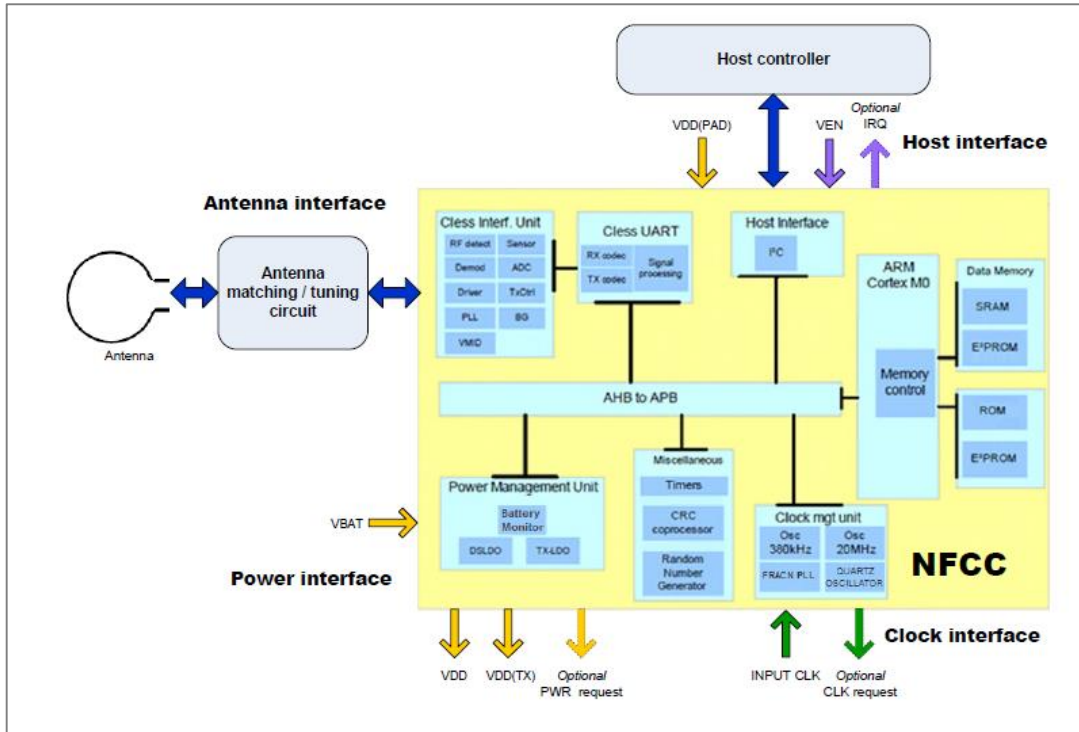 Host controller
VDD(PAD)
VEN
Optional
IRQ
Host interface
Antenna interface
Antenna
matching / tuning
circuit
Antenna
Cless Interf. Unit
RF detect
Sensor
Demod
ADC
Driver
TxCtrl
PLL
BG
VMID
Cless UART
RX codec
TX codec
Signal
processing
Host Interface
I²C
ARM
Cortex M0
Memory
control
Data Memory
SRAM
E²PROM
ROM
E²PROM
AHB to APB
Power Management Unit
Battery
Monitor
DSLDO
TX-LDO
Miscellaneous
Timers
CRC
coprocessor
Random
Number
Generator
Clock mgt unit
Osc
380kHz
Osc
20MHz
FRACN PLL
QUARTZ
OSCILLATOR
NFCC
VBAT
Power interface
Clock interface
VDD
VDD(TX)
Optional
PWR request
INPUT CLK
Optional
CLK request